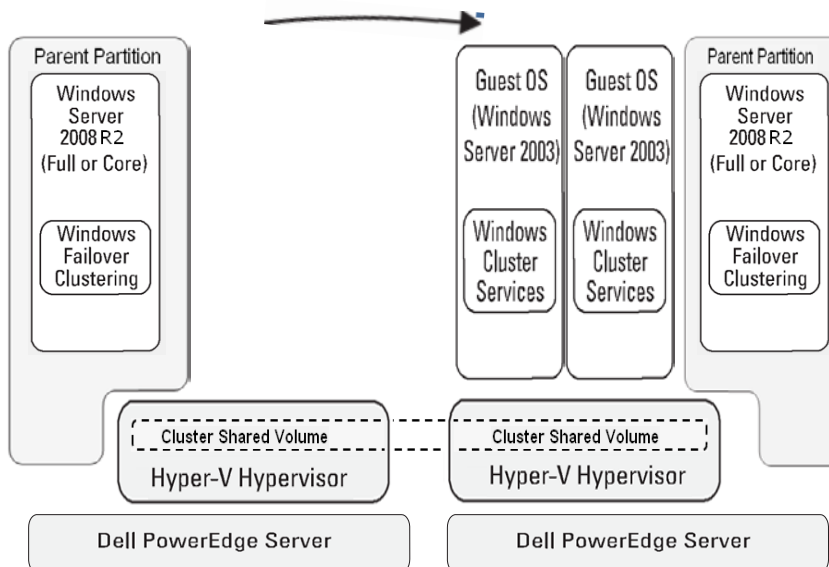 Parent Partition
Windows
Server
2008 R2
(Full or Core)
Windows
Failover
Clustering
Guest OS
(Windows
Server 2003)
Windows
Cluster
Services
Guest OS
(Windows
Server 2003)
Windows
Cluster
Services
Parent Partition
Windows
Server
2008 R2
(Full or Core)
Windows
Failover
Clustering
Cluster Shared Volume
Hyper-V Hypervisor
Cluster Shared Volume
Hyper-V Hypervisor
Dell PowerEdge Server
Dell PowerEdge Server